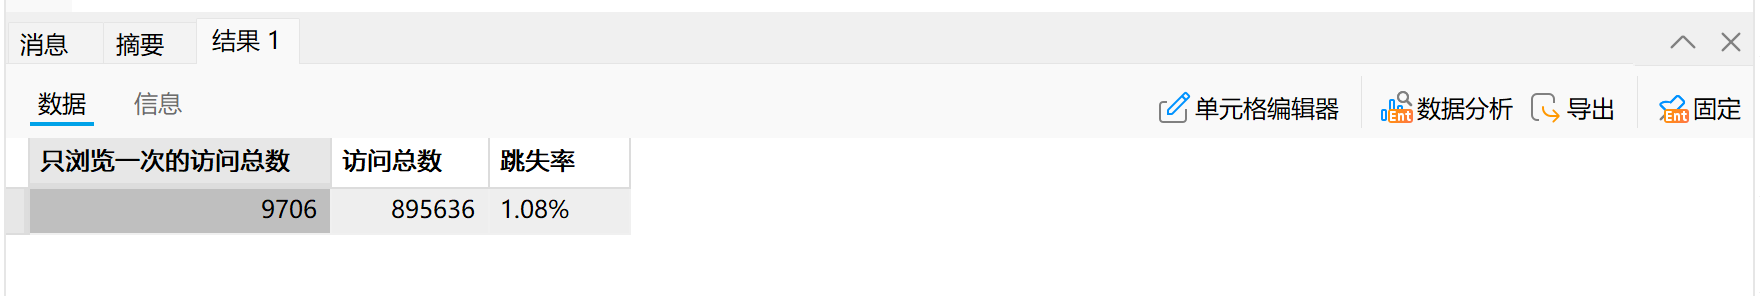 消息 摘要 结果 1
数据 信息 单元格编辑器 Ent 数据分析 导出 Ent 固定
只浏览一次的访问总数 访问总数 跳失率
9706 895636 1.08%